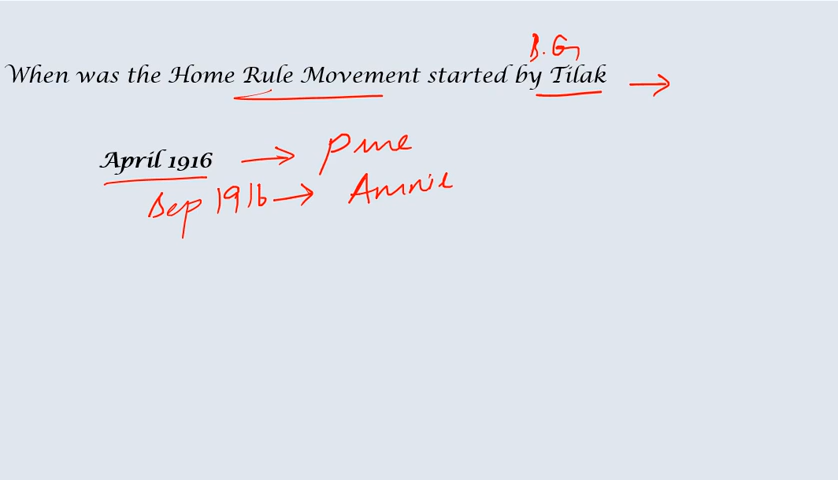 B.G
When was the Home Rule Movement started by Tilak →
April 1916 → Pune
Sep 1916 → Annie